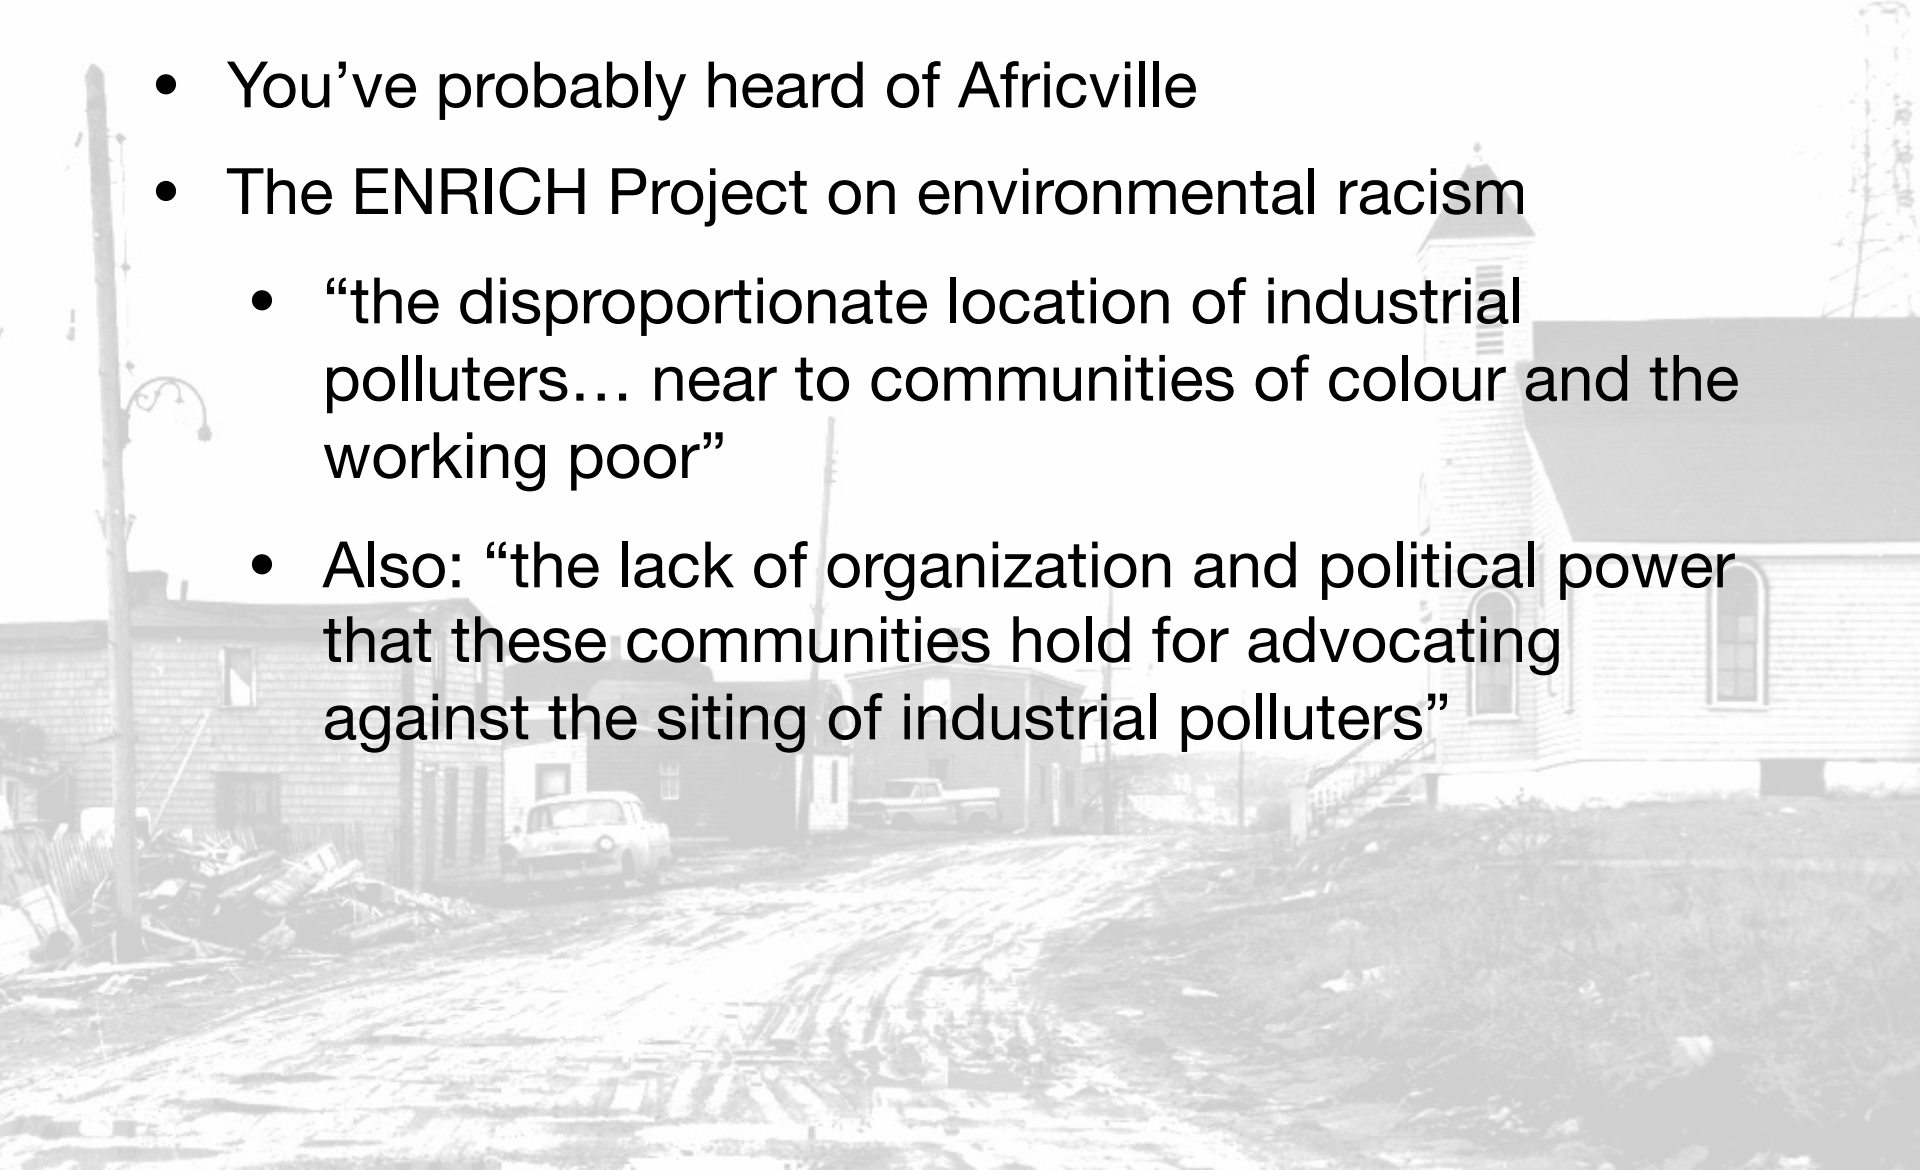 • You’ve probably heard of Africville
• The ENRICH Project on environmental racism
• “the disproportionate location of industrial
polluters… near to communities of colour and the
working poor”
• Also: “the lack of organization and political power
that these communities hold for advocating
against the siting of industrial polluters”